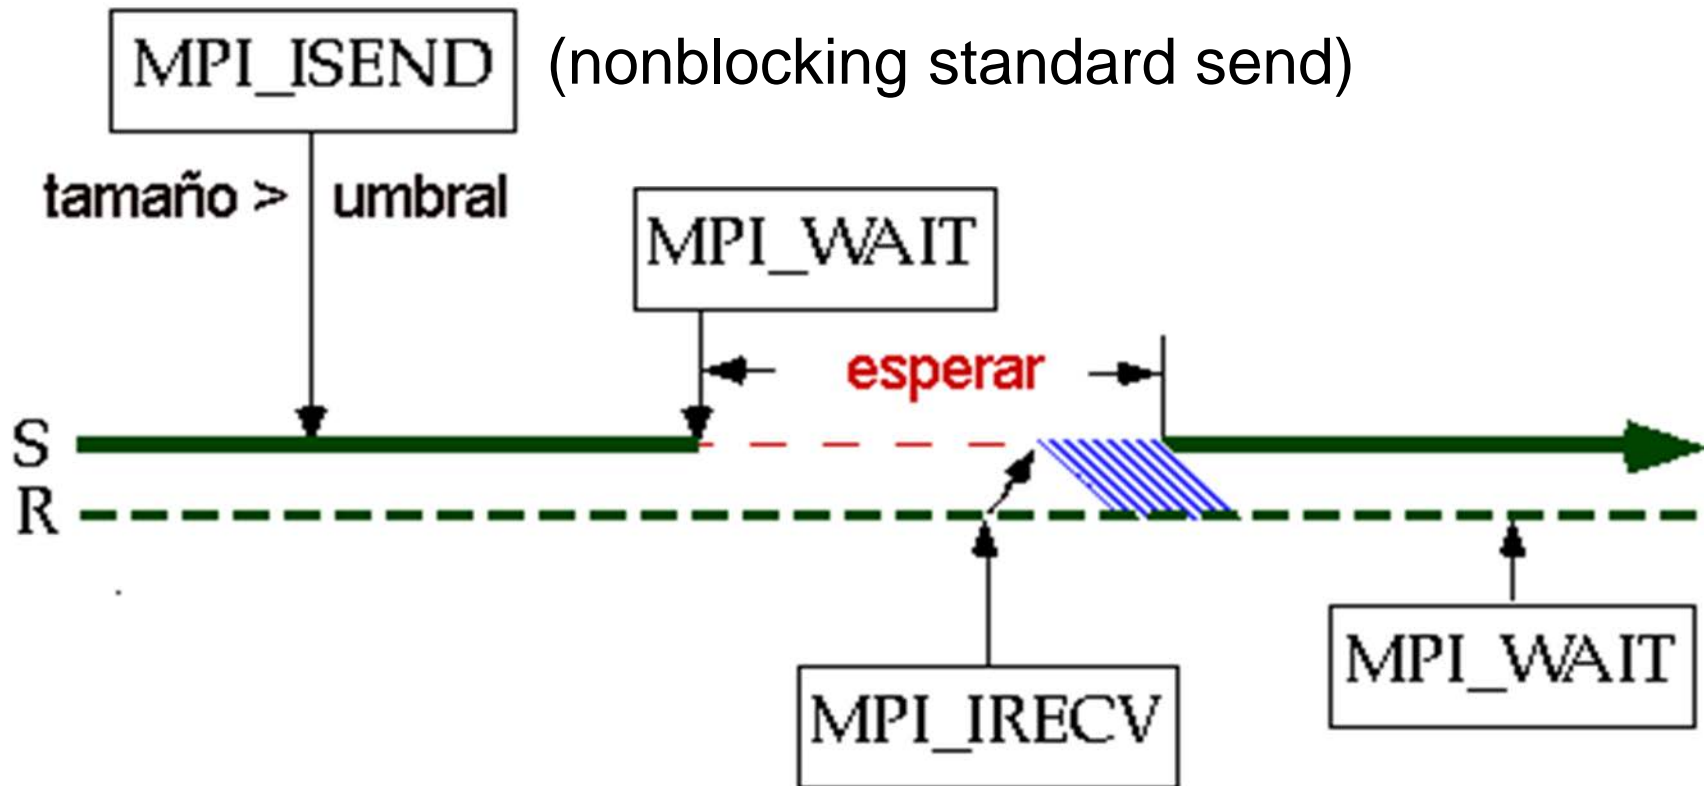 MPI_ISEND (nonblocking standard send)
tamaño > umbral
MPI_WAIT
esperar
S
R
MPI_WAIT
MPI_IRECV